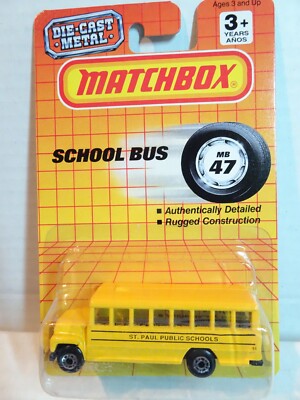 Ages 3 and Up
DIE-CAST
METAL
3+
YEARS
AÑOS
MATCHBOX
®
SCHOOL BUS
MB
47
▪ Authentically Detailed
▪ Rugged Construction
ST. PAUL PUBLIC SCHOOLS